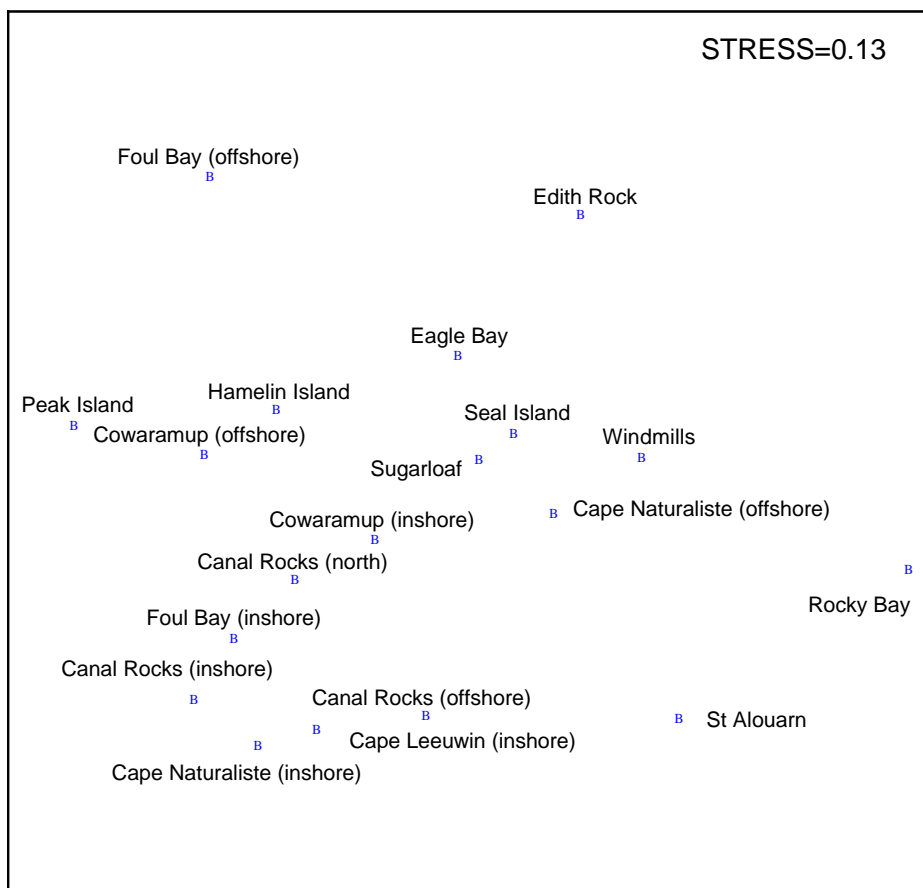 STRESS=0.13
Foul Bay (offshore)
B
Edith Rock
B
Eagle Bay
B
Hamelin Island
B
Peak Island
B
Seal Island
B
Cowaramup (offshore)
B
Windmills
B
Sugarloaf
B
B
Cape Naturaliste (offshore)
Cowaramup (inshore)
B
Canal Rocks (north)
B
B
Rocky Bay
Foul Bay (inshore)
B
Canal Rocks (inshore)
B
Canal Rocks (offshore)
B
B
St Alouarn
B
Cape Leeuwin (inshore)
B
Cape Naturaliste (inshore)